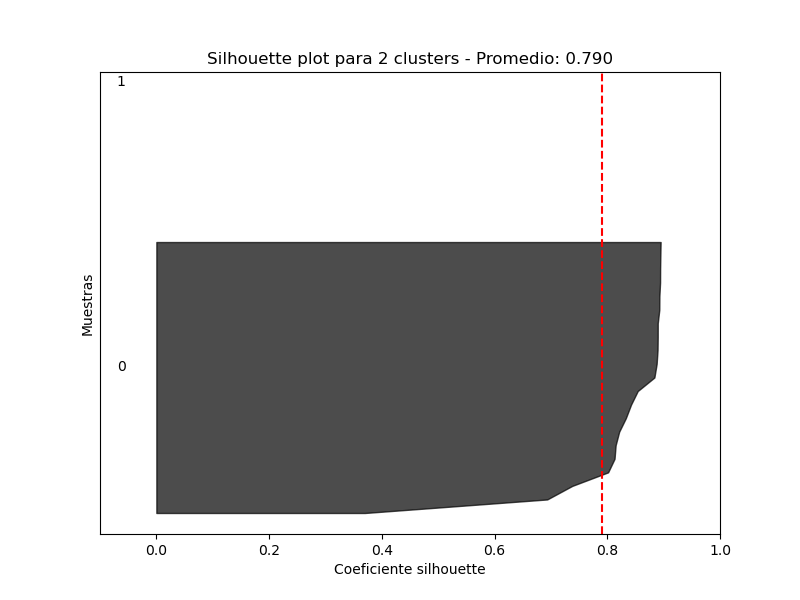 Silhouette plot para 2 clusters - Promedio: 0.790
1
Muestras
0
0.0 0.2 0.4 0.6 0.8 1.0
Coeficiente silhouette